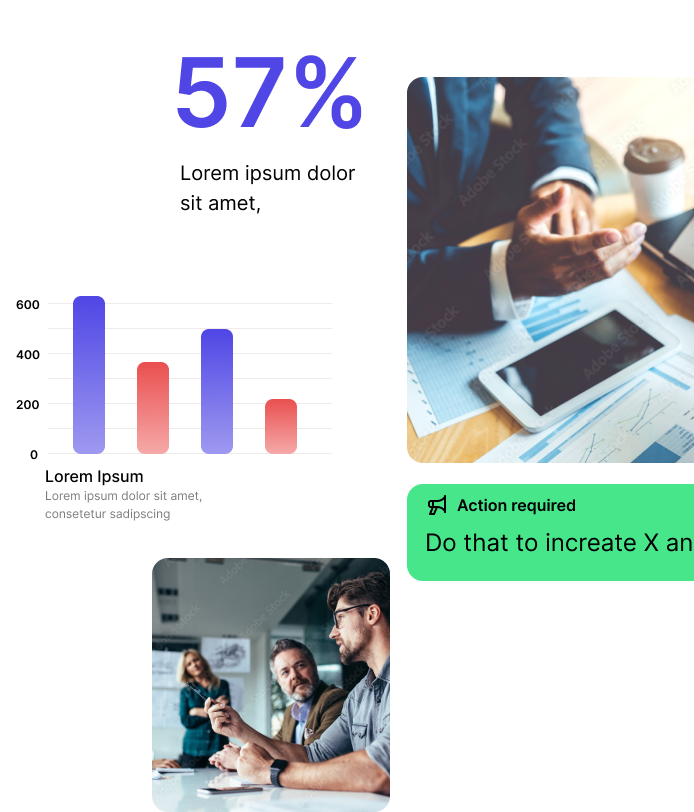 57%
Lorem ipsum dolor
sit amet,
600
400
200
0
Lorem Ipsum
Lorem ipsum dolor sit amet,
consetetur sadipscing
Adobe Stock
Action required
Do that to increate X an